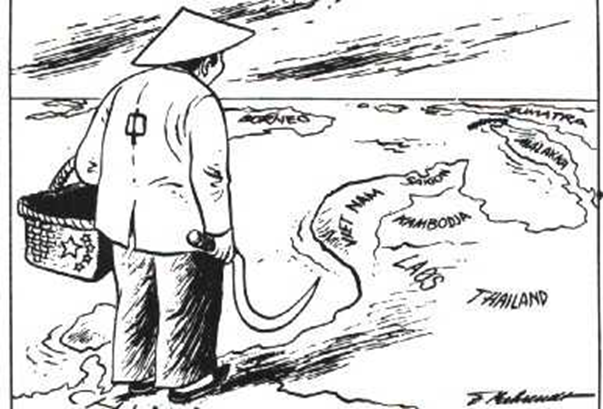 BORNEO
SUMATRA
MALAKKA
SAIGON
VIET NAM
KAMBODJA
LAOS
THAILAND